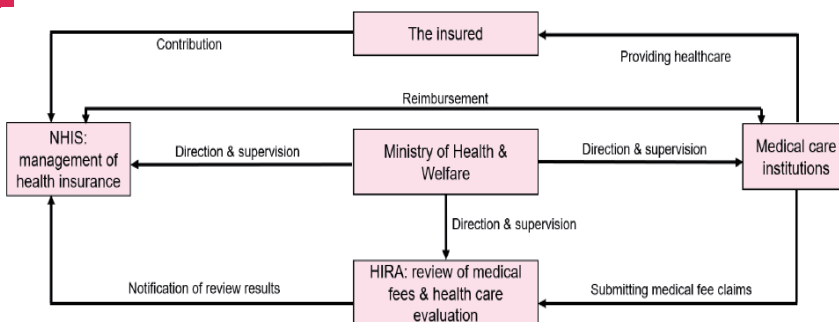 The insured
Contribution
Providing healthcare
Reimbursement
NHIS:
management of
health insurance
Direction & supervision
Ministry of Health &
Welfare
Direction & supervision
Medical care
institutions
Direction & supervision
HIRA: review of medical
fees & health care
evaluation
Notification of review results
Submitting medical fee claims